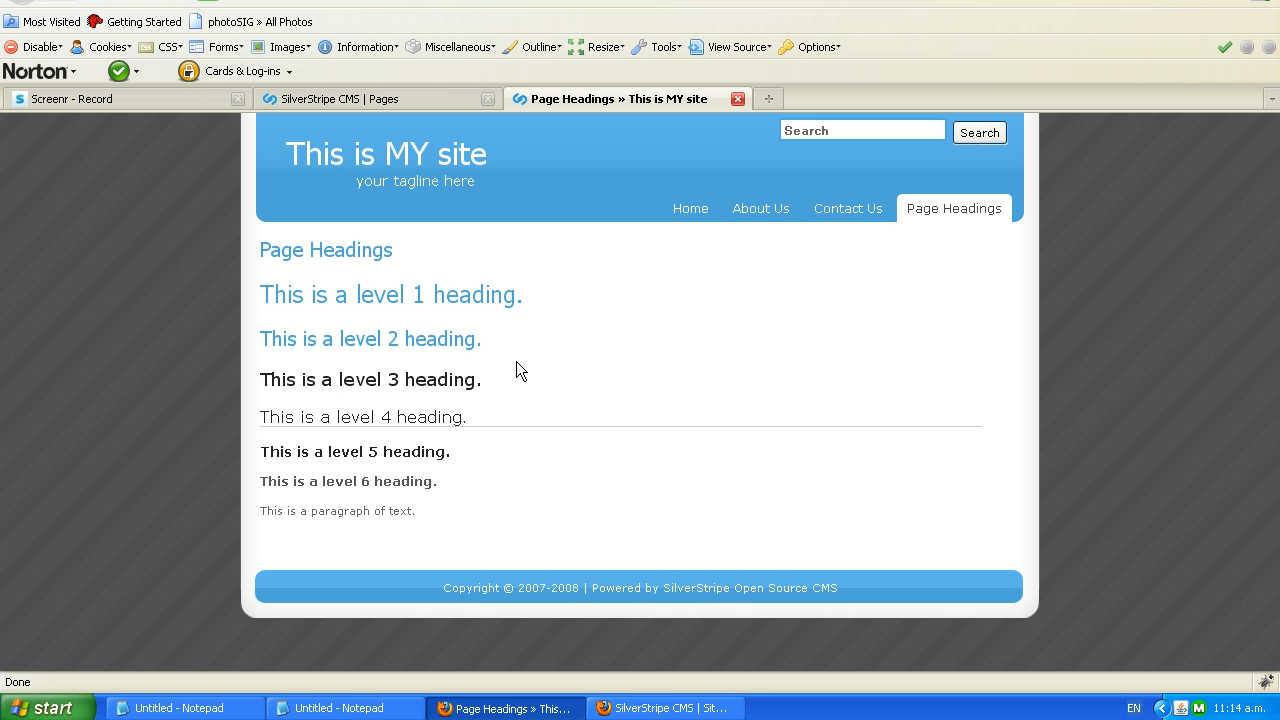 Most Visited Getting Started photoSIG » All Photos
Disable Cookies CSS Forms Images Information Miscellaneous Outline Resize Tools View Source Options
Norton Cards & Log-ins
Screenr - Record SilverStripe CMS | Pages Page Headings » This is MY site
Search Search
This is MY site
your tagline here
Home About Us Contact Us Page Headings
Page Headings
This is a level 1 heading.
This is a level 2 heading.
This is a level 3 heading.
This is a level 4 heading.
This is a level 5 heading.
This is a level 6 heading.
This is a paragraph of text.
Copyright © 2007-2008 | Powered by SilverStripe Open Source CMS
Done
start Untitled - Notepad Untitled - Notepad Page Headings » This... SilverStripe CMS | Sit... EN 11:14 a.m.